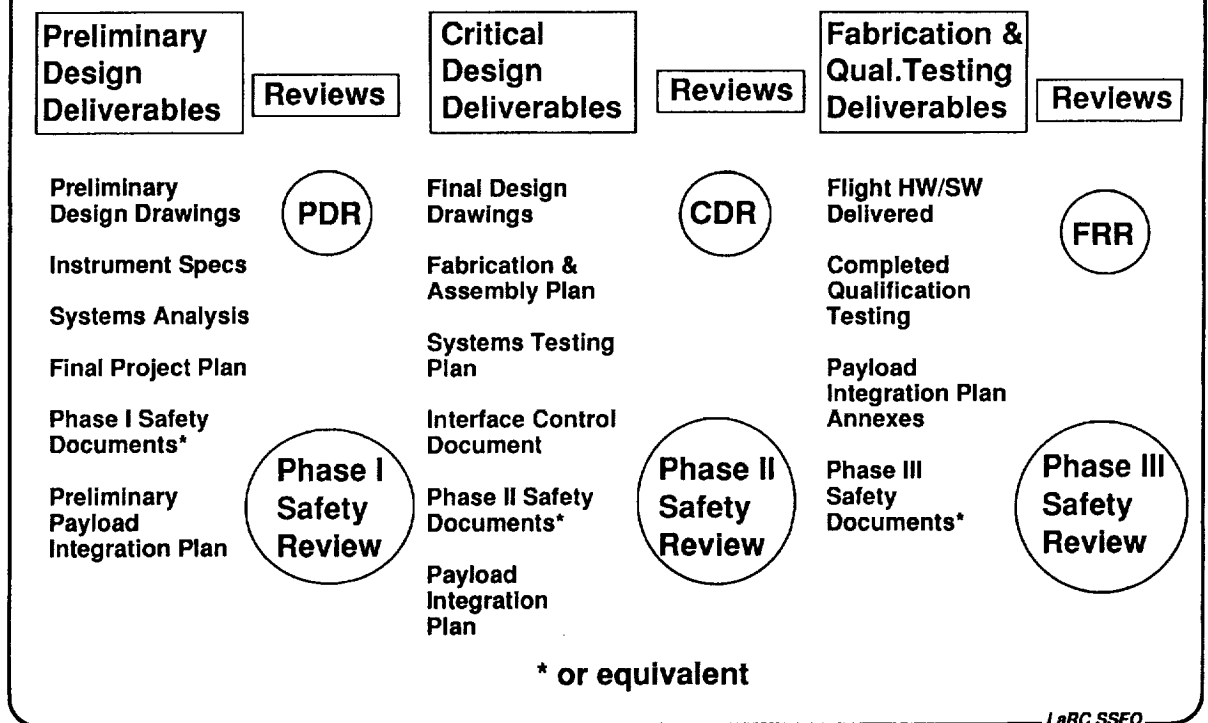 Preliminary
Design
Deliverables
Reviews
Preliminary
Design Drawings
Instrument Specs
Systems Analysis
Final Project Plan
Phase I Safety
Documents*
Preliminary
Payload
Integration Plan
PDR
Phase I
Safety
Review
Critical
Design
Deliverables
Reviews
Final Design
Drawings
Fabrication &
Assembly Plan
Systems Testing
Plan
Interface Control
Document
Phase II Safety
Documents*
Payload
Integration
Plan
CDR
Phase II
Safety
Review
Fabrication &
Qual.Testing
Deliverables
Reviews
Flight HW/SW
Delivered
Completed
Qualification
Testing
Payload
Integration Plan
Annexes
Phase III
Safety
Documents*
FRR
Phase III
Safety
Review
* or equivalent
LaRC SSFO